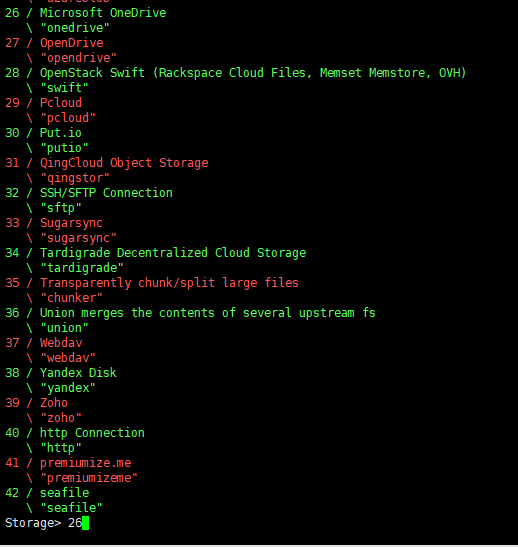 26 / Microsoft OneDrive
\ "onedrive"
27 / OpenDrive
\ "opendrive"
28 / OpenStack Swift (Rackspace Cloud Files, Memset Memstore, OVH)
\ "swift"
29 / Pcloud
\ "pcloud"
30 / Put.io
\ "putio"
31 / QingCloud Object Storage
\ "qingstor"
32 / SSH/SFTP Connection
\ "sftp"
33 / Sugarsync
\ "sugarsync"
34 / Tardigrade Decentralized Cloud Storage
\ "tardigrade"
35 / Transparently chunk/split large files
\ "chunker"
36 / Union merges the contents of several upstream fs
\ "union"
37 / Webdav
\ "webdav"
38 / Yandex Disk
\ "yandex"
39 / Zoho
\ "zoho"
40 / http Connection
\ "http"
41 / premiumize.me
\ "premiumizeme"
42 / seafile
\ "seafile"
Storage> 26